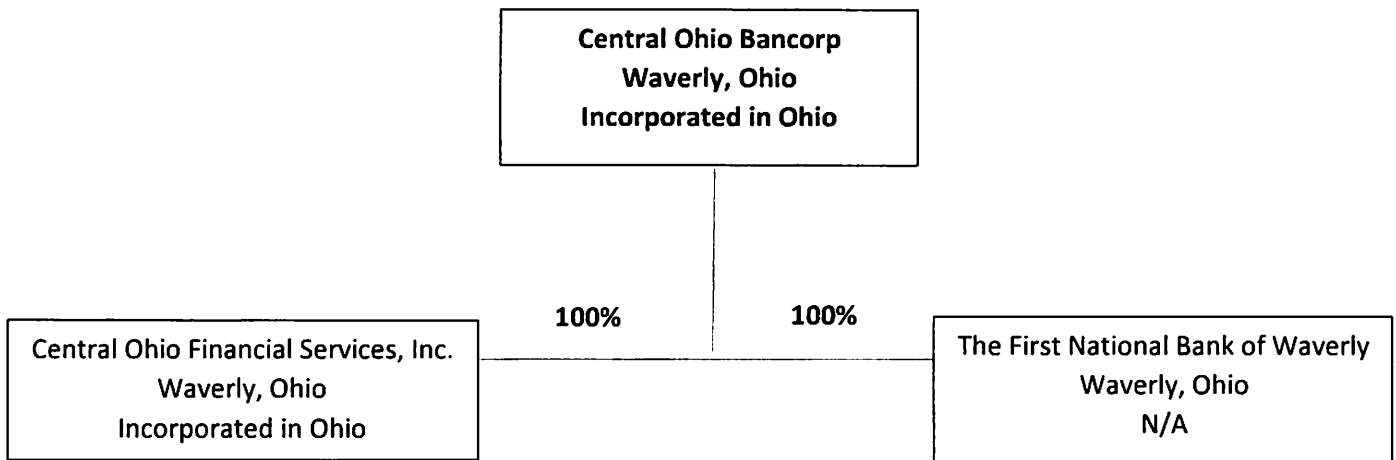 Central Ohio Bancorp
Waverly, Ohio
Incorporated in Ohio
100%
100%
Central Ohio Financial Services, Inc.
Waverly, Ohio
Incorporated in Ohio
The First National Bank of Waverly
Waverly, Ohio
N/A